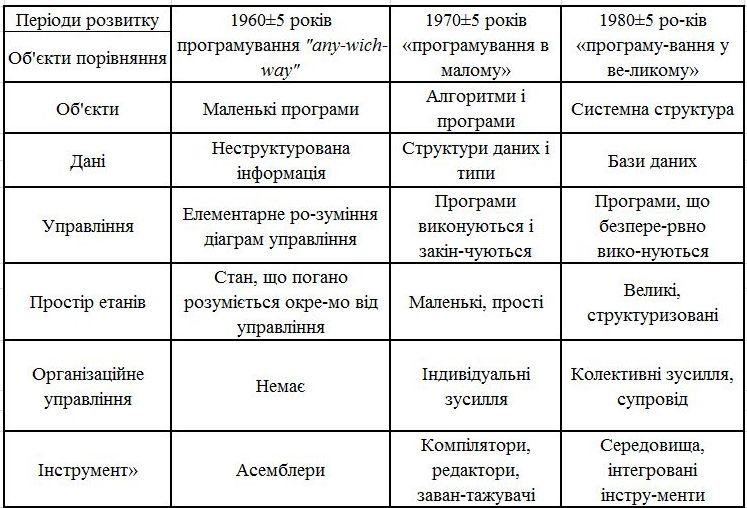 Періоди розвитку
Об'єкти порівняння
1960±5 років
програмування "any-wich-
way"
1970±5 років
«програмування в
малому»
1980±5 ро-ків
«програму-вання у
ве-ликому»
Об'єкти
Маленькі програми
Алгоритми і
програми
Системна структура
Дані
Неструктурована
інформація
Структури даних і
типи
Бази даних
Управління
Елементарне ро-зуміння
діаграм управління
Програми
виконуються і
закін-чуються
Програми, що
безпере-рвно
вико-нуються
Простір етанів
Стан, що погано
розуміється окре-мо від
управління
Маленькі, прості
Великі,
структуризовані
Організаційне
управління
Немає
Індивідуальні
зусилля
Колективні зусилля,
супровід
Інструмент»
Асемблери
Компілятори,
редактори,
заван-тажувачі
Середовища,
інтегровані
інстру-менти